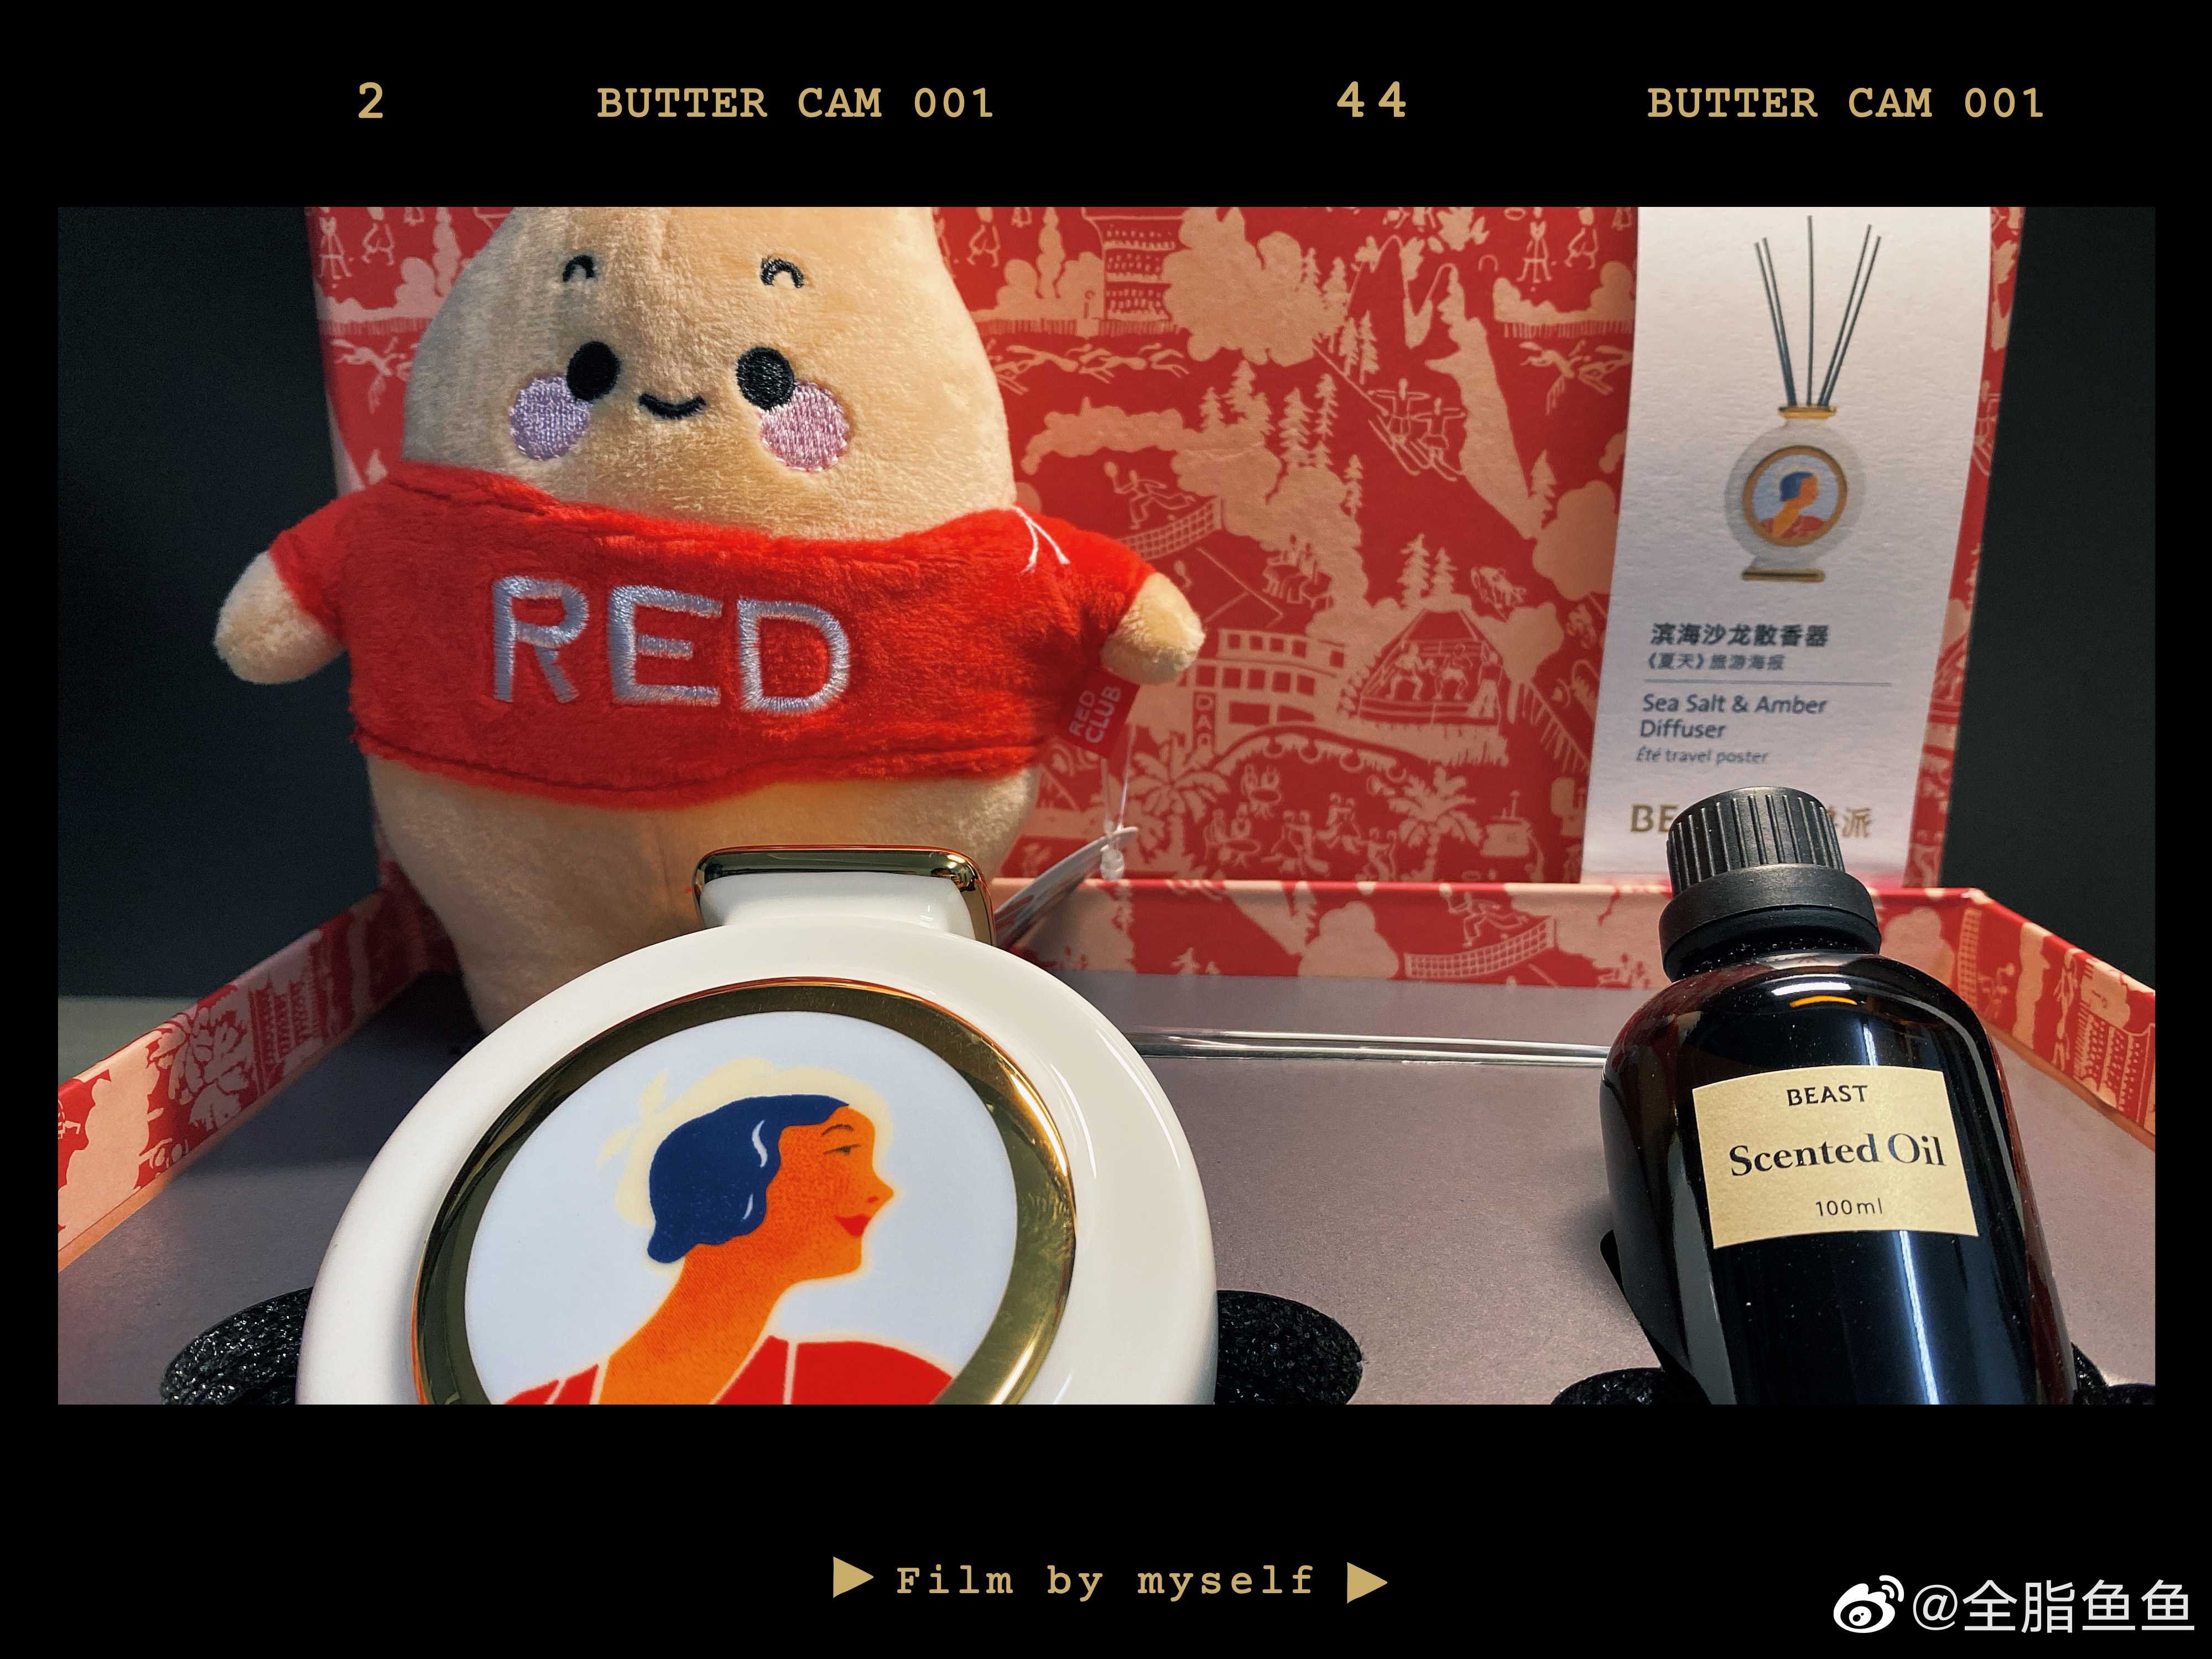 2 BUTTER CAM 001 44 BUTTER CAM 001
RED
RED
CLUB
滨海沙龙散香器
《夏天》旅游海报
Sea Salt & Amber
Diffuser
Été travel poster
BEAST
Scented Oil
100ml
Film by myself
@全脂鱼鱼